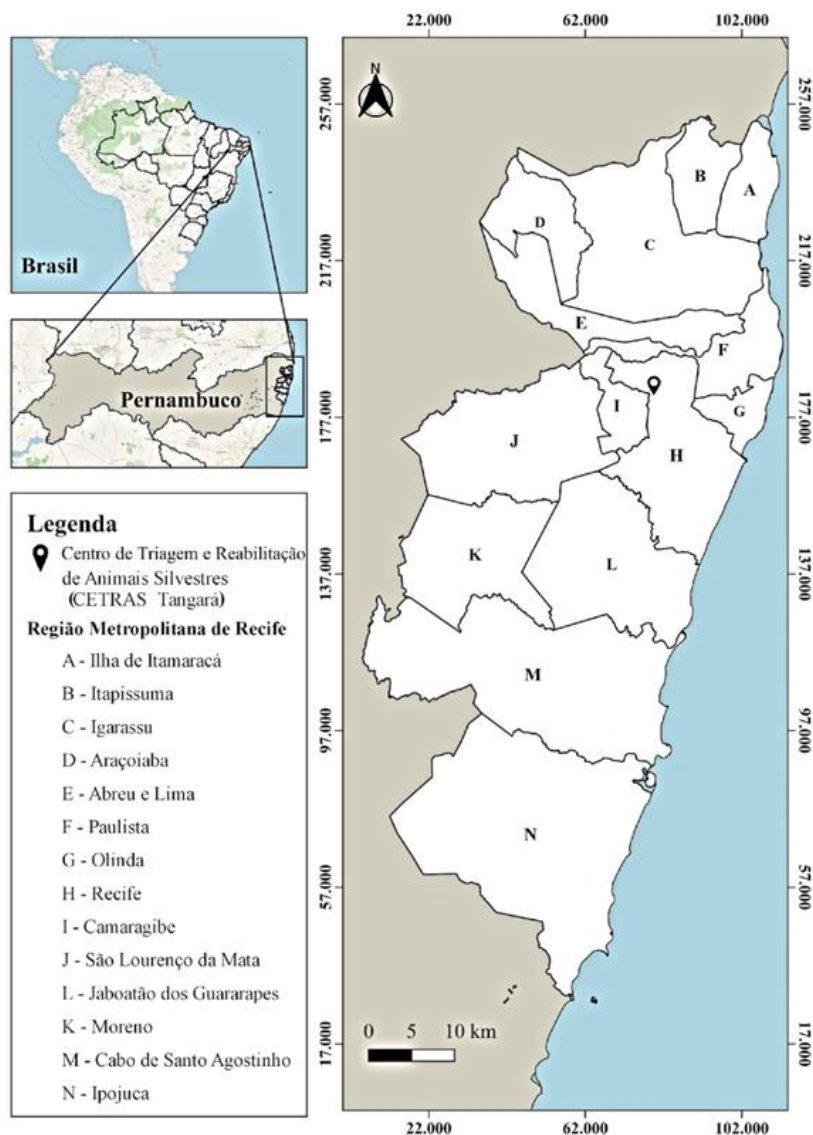 Brasil
Pernambuco
Legenda
Centro de Triagem e Reabilitação
de Animais Silvestres
(CETRAS Tangará)
Região Metropolitana de Recife
A - Ilha de Itamaracá
B - Itapissuma
C - Igarassu
D - Araçoiaba
E - Abreu e Lima
F - Paulista
G - Olinda
H - Recife
I - Camaragibe
J - São Lourenço da Mata
L - Jaboatão dos Guararapes
K - Moreno
M - Cabo de Santo Agostinho
N - Ipojuca
22.000 62.000 102.000
N
257.000 257.000
B
A
D
C
217.000 217.000
E
F
177.000 177.000
I
G
J
H
K
L
137.000 137.000
M
97.000 97.000
N
57.000 57.000
0 5 10 km
17.000 17.000
22.000 62.000 102.000